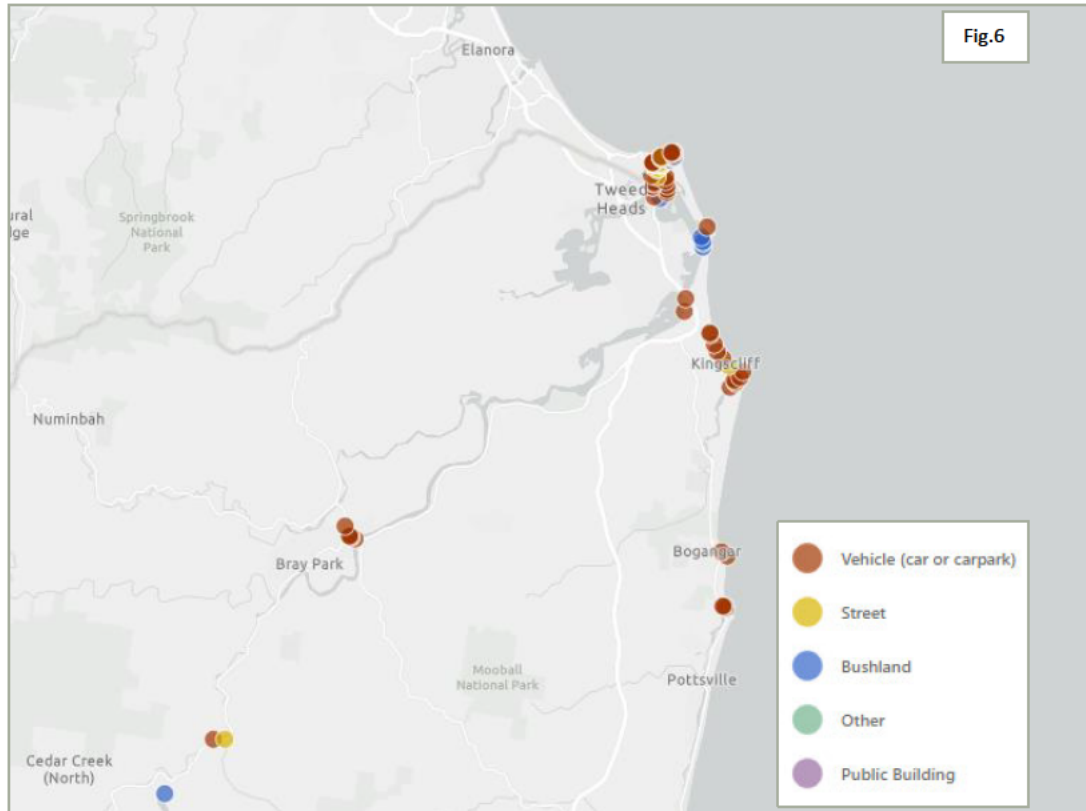 Fig.6
Elanora
Tweed
Heads
ural
dge
Springbrook
National
Park
Kingscliff
Numinbah
Bogangar
Bray Park
Mooball
National Park
Pottsville
Cedar Creek
(North)
Vehicle (car or carpark)
Street
Bushland
Other
Public Building